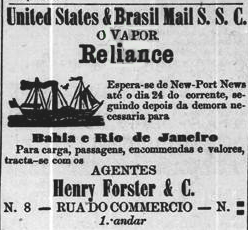 United States & Brasil Mail S. S. C.
O VAPOR
Reliance
Espera-se de New-Port News
até o dia 24 do corrente, se-
guindo depois da demora ne-
cessaria para
Bahia e Rio de Janeiro
Para carga, passagens, encommendas e valores,
tracta-se com os
AGENTES
Henry Forster & C.
N. 8 — RUA DO COMMERCIO — N.
1.º andar